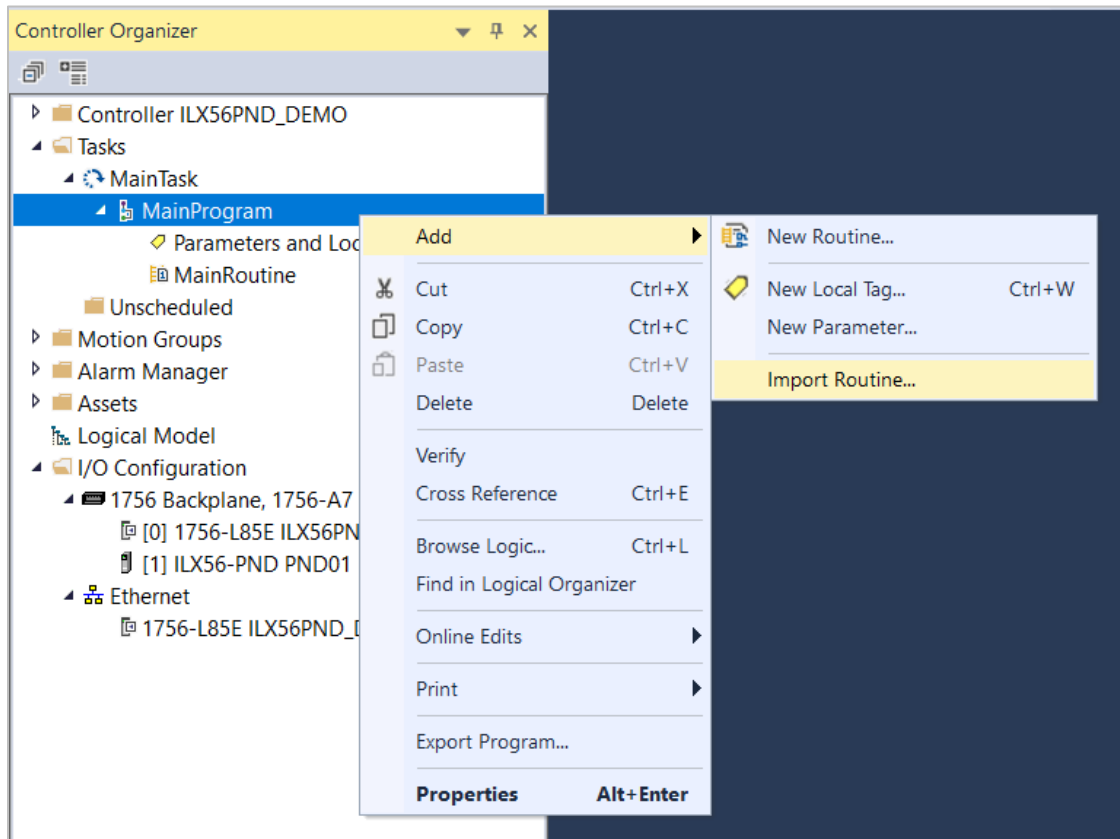 Controller Organizer
Controller ILX56PND_DEMO
Tasks
MainTask
MainProgram
Parameters and Loc
MainRoutine
Unscheduled
Motion Groups
Alarm Manager
Assets
Logical Model
I/O Configuration
1756 Backplane, 1756-A7
[0] 1756-L85E ILX56PN
[1] ILX56-PND PND01
Ethernet
1756-L85E ILX56PND_
Add
Cut Ctrl+X
Copy Ctrl+C
Paste Ctrl+V
Delete Delete
Verify
Cross Reference Ctrl+E
Browse Logic... Ctrl+L
Find in Logical Organizer
Online Edits
Print
Export Program...
Properties Alt+Enter
New Routine...
New Local Tag... Ctrl+W
New Parameter...
Import Routine...